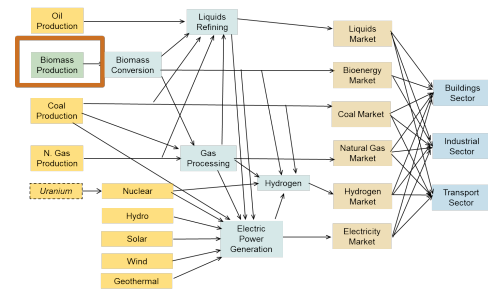 Oil
Production
Liquids
Refining
Liquids
Market
Biomass
Production
Biomass
Conversion
Bioenergy
Market
Buildings
Sector
Coal
Production
Coal Market
N. Gas
Production
Gas
Processing
Natural Gas
Market
Industrial
Sector
Uranium
Nuclear
Hydrogen
Hydrogen
Market
Transport
Sector
Hydro
Solar
Wind
Geothermal
Electric
Power
Generation
Electricity
Market